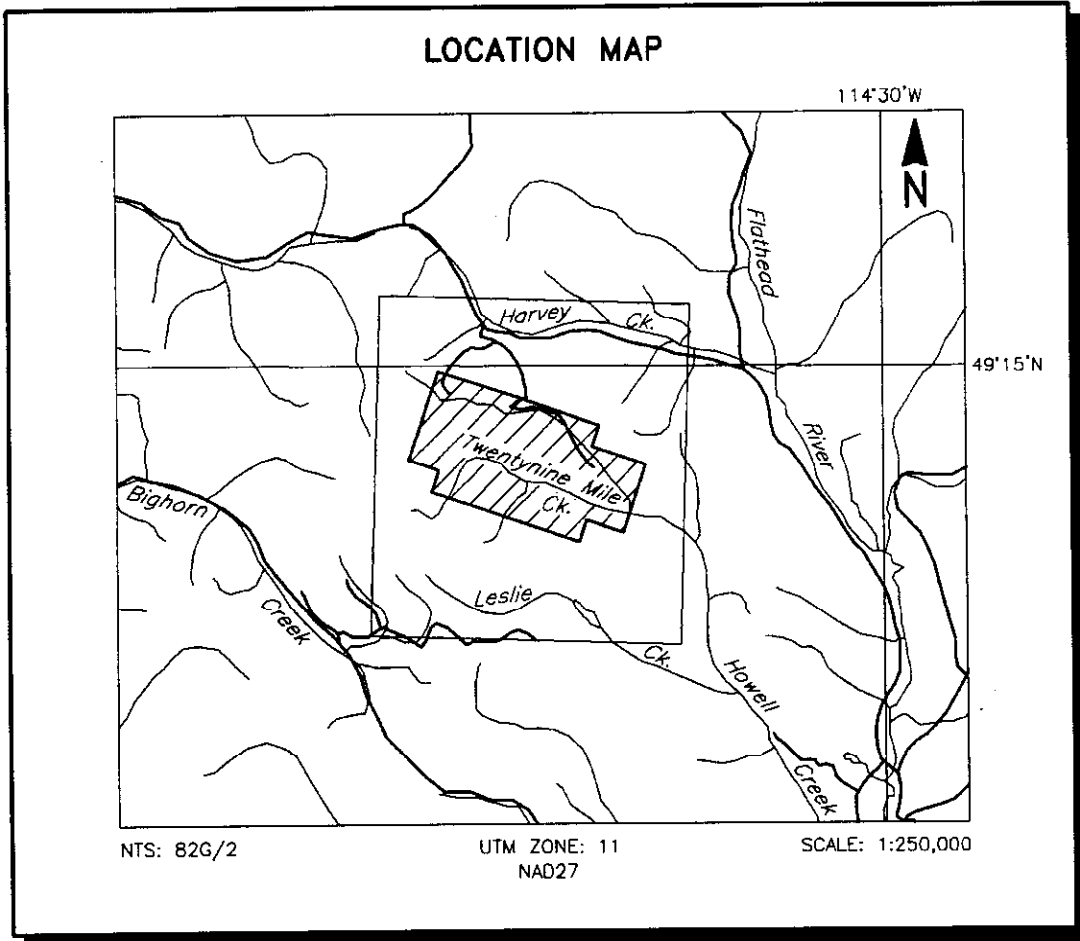 LOCATION MAP
114°30'W
N
Flathead
River
Harvey Ck.
49°15'N
Twentynine Mile
Ck.
Bighorn
Creek
Leslie
Ck.
Howell
Creek
NTS: 82G/2
UTM ZONE: 11
NAD27
SCALE: 1:250,000